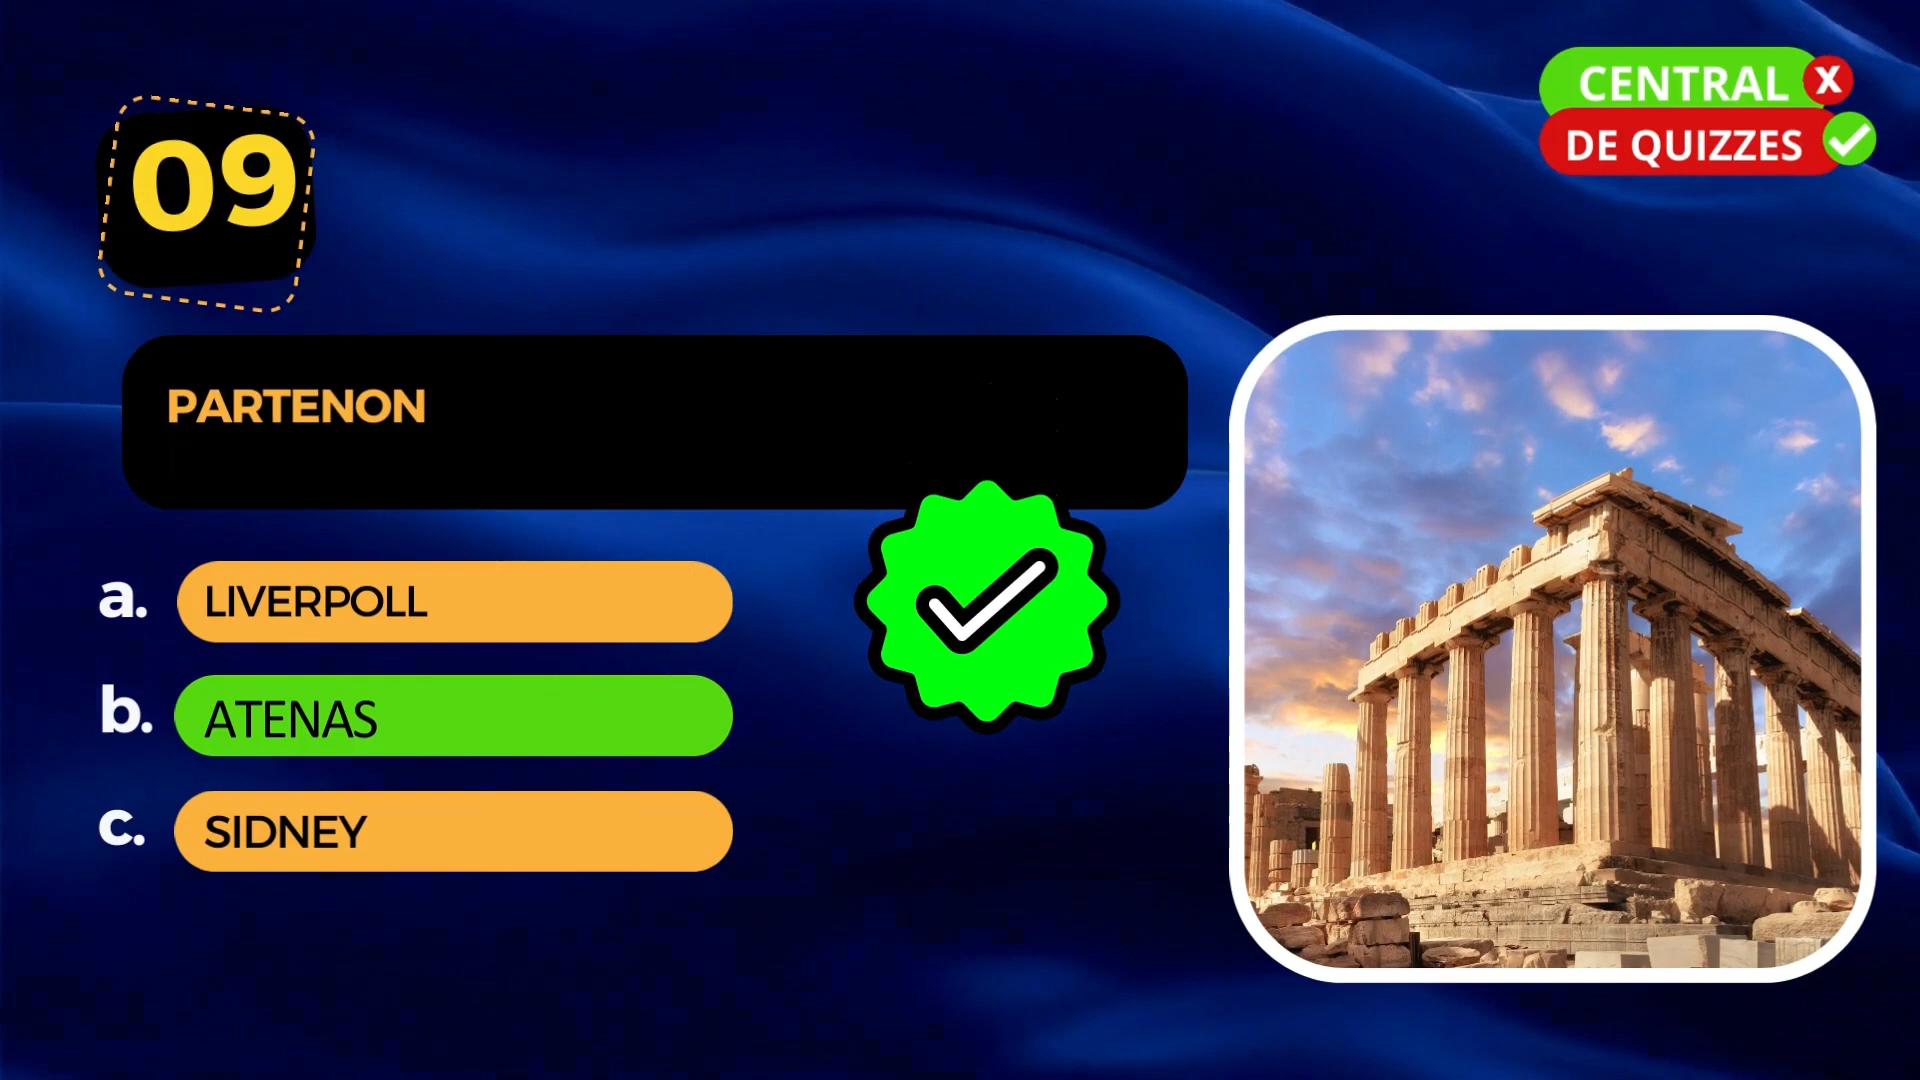 CENTRAL X
DE QUIZZES
09
PARTENON
a. LIVERPOLL
b. ATENAS
c. SIDNEY